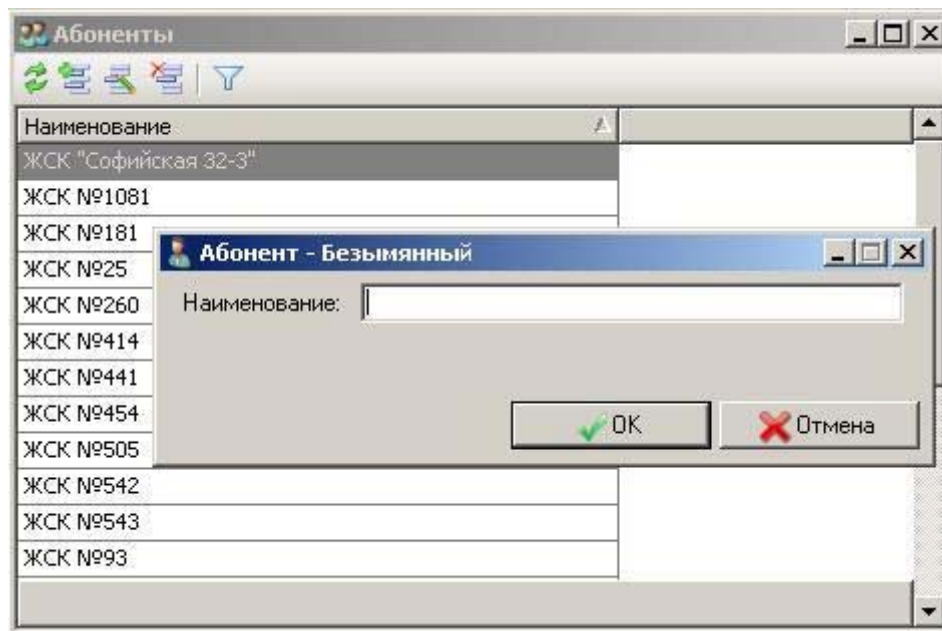 Абоненты
Наименование
ЖСК "Софийская 32-3"
ЖСК №1081
ЖСК №181
ЖСК №25
ЖСК №260
ЖСК №414
ЖСК №441
ЖСК №454
ЖСК №505
ЖСК №542
ЖСК №543
ЖСК №93
Абонент - Безымянный
Наименование:
OK
Отмена